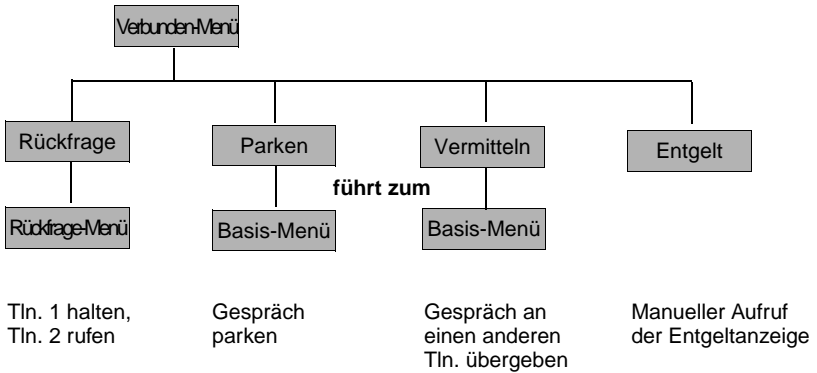 Verbunden-Menü
Rückfrage
Parken
Vermitteln
Entgelt
führt zum
Rückfrage-Menü
Basis-Menü
Basis-Menü
Tln. 1 halten,
Tln. 2 rufen
Gespräch
parken
Gespräch an
einen anderen
Tln. übergeben
Manueller Aufruf
der Entgeltanzeige